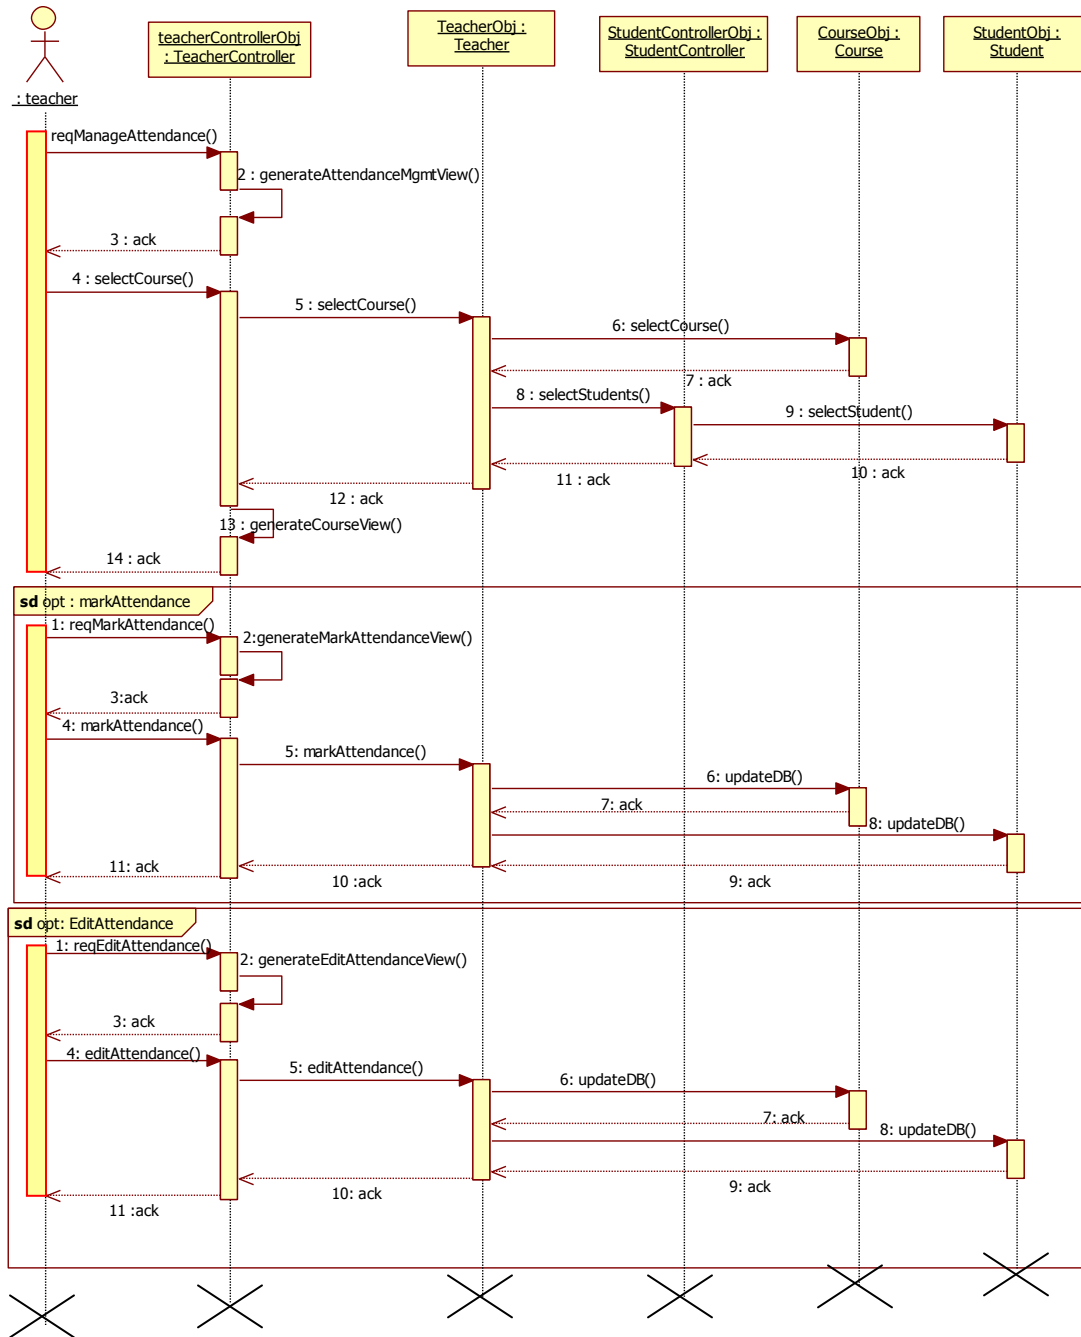 teacherControllerObj
: TeacherController
TeacherObj :
Teacher
StudentControllerObj :
StudentController
CourseObj :
Course
StudentObj :
Student
: teacher
reqManageAttendance()
2 : generateAttendanceMgmtView()
3 : ack
4 : selectCourse()
5 : selectCourse()
6: selectCourse()
7 : ack
8 : selectStudents()
9 : selectStudent()
10 : ack
11 : ack
12 : ack
13 : generateCourseView()
14 : ack
sd opt : markAttendance
1: reqMarkAttendance()
2:generateMarkAttendanceView()
3:ack
4: markAttendance()
5: markAttendance()
6: updateDB()
7: ack
8: updateDB()
9: ack
10 :ack
11: ack
sd opt: EditAttendance
1: reqEditAttendance()
2: generateEditAttendanceView()
3: ack
4: editAttendance()
5: editAttendance()
6: updateDB()
7: ack
8: updateDB()
9: ack
10: ack
11 :ack